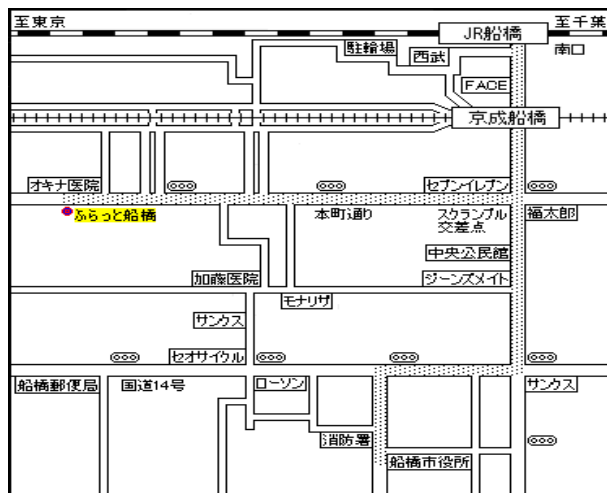 至東京
JR船橋
至千葉
駐輪場
西武
南口
FACE
京成船橋
オキナ医院
セブンイレブン
ふらっと船橋
本町通り
スクランブル
交差点
福太郎
中央公民館
加藤医院
ジーンズメイト
モナリザ
サンクス
セオサイクル
船橋郵便局
国道14号
ローソン
サンクス
消防署
船橋市役所